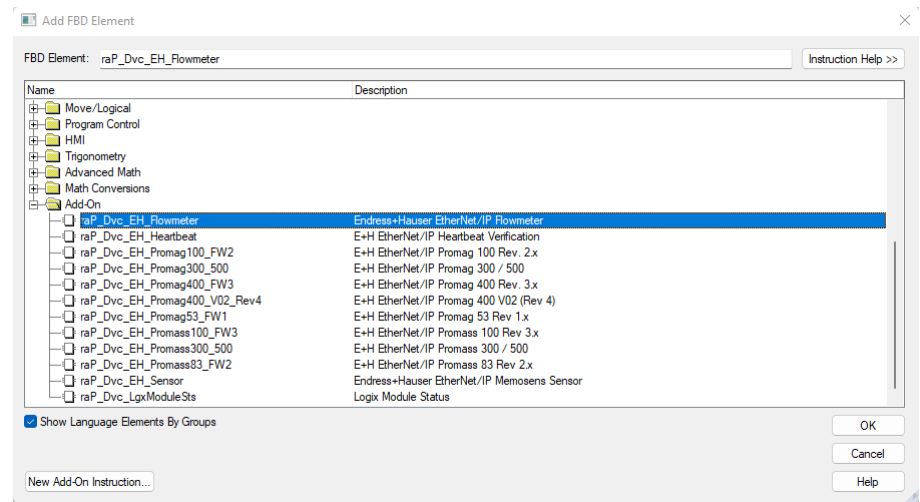 Add FBD Element
FBD Element: raP_Dvc_EH_Flowmeter Instruction Help >>
Name Description
Move/Logical
Program Control
HMI
Trigonometry
Advanced Math
Math Conversions
Add-On
raP_Dvc_EH_Flowmeter Endress+Hauser EtherNet/IP Flowmeter
raP_Dvc_EH_Heartbeat E+H EtherNet/IP Heartbeat Verification
raP_Dvc_EH_Promag100_FW2 E+H EtherNet/IP Promag 100 Rev. 2.x
raP_Dvc_EH_Promag300_500 E+H EtherNet/IP Promag 300 / 500
raP_Dvc_EH_Promag400_FW3 E+H EtherNet/IP Promag 400 Rev. 3.x
raP_Dvc_EH_Promag400_V02_Rev4 E+H EtherNet/IP Promag 400 V02 (Rev 4)
raP_Dvc_EH_Promag53_FW1 E+H EtherNet/IP Promag 53 Rev 1.x
raP_Dvc_EH_Promass100_FW3 E+H EtherNet/IP Promass 100 Rev 3.x
raP_Dvc_EH_Promass300_500 E+H EtherNet/IP Promass 300 / 500
raP_Dvc_EH_Promass83_FW2 E+H EtherNet/IP Promass 83 Rev 2.x
raP_Dvc_EH_Sensor Endress+Hauser EtherNet/IP Memosens Sensor
raP_Dvc_LgxModuleSts Logix Module Status
Show Language Elements By Groups OK
Cancel
New Add-On Instruction... Help